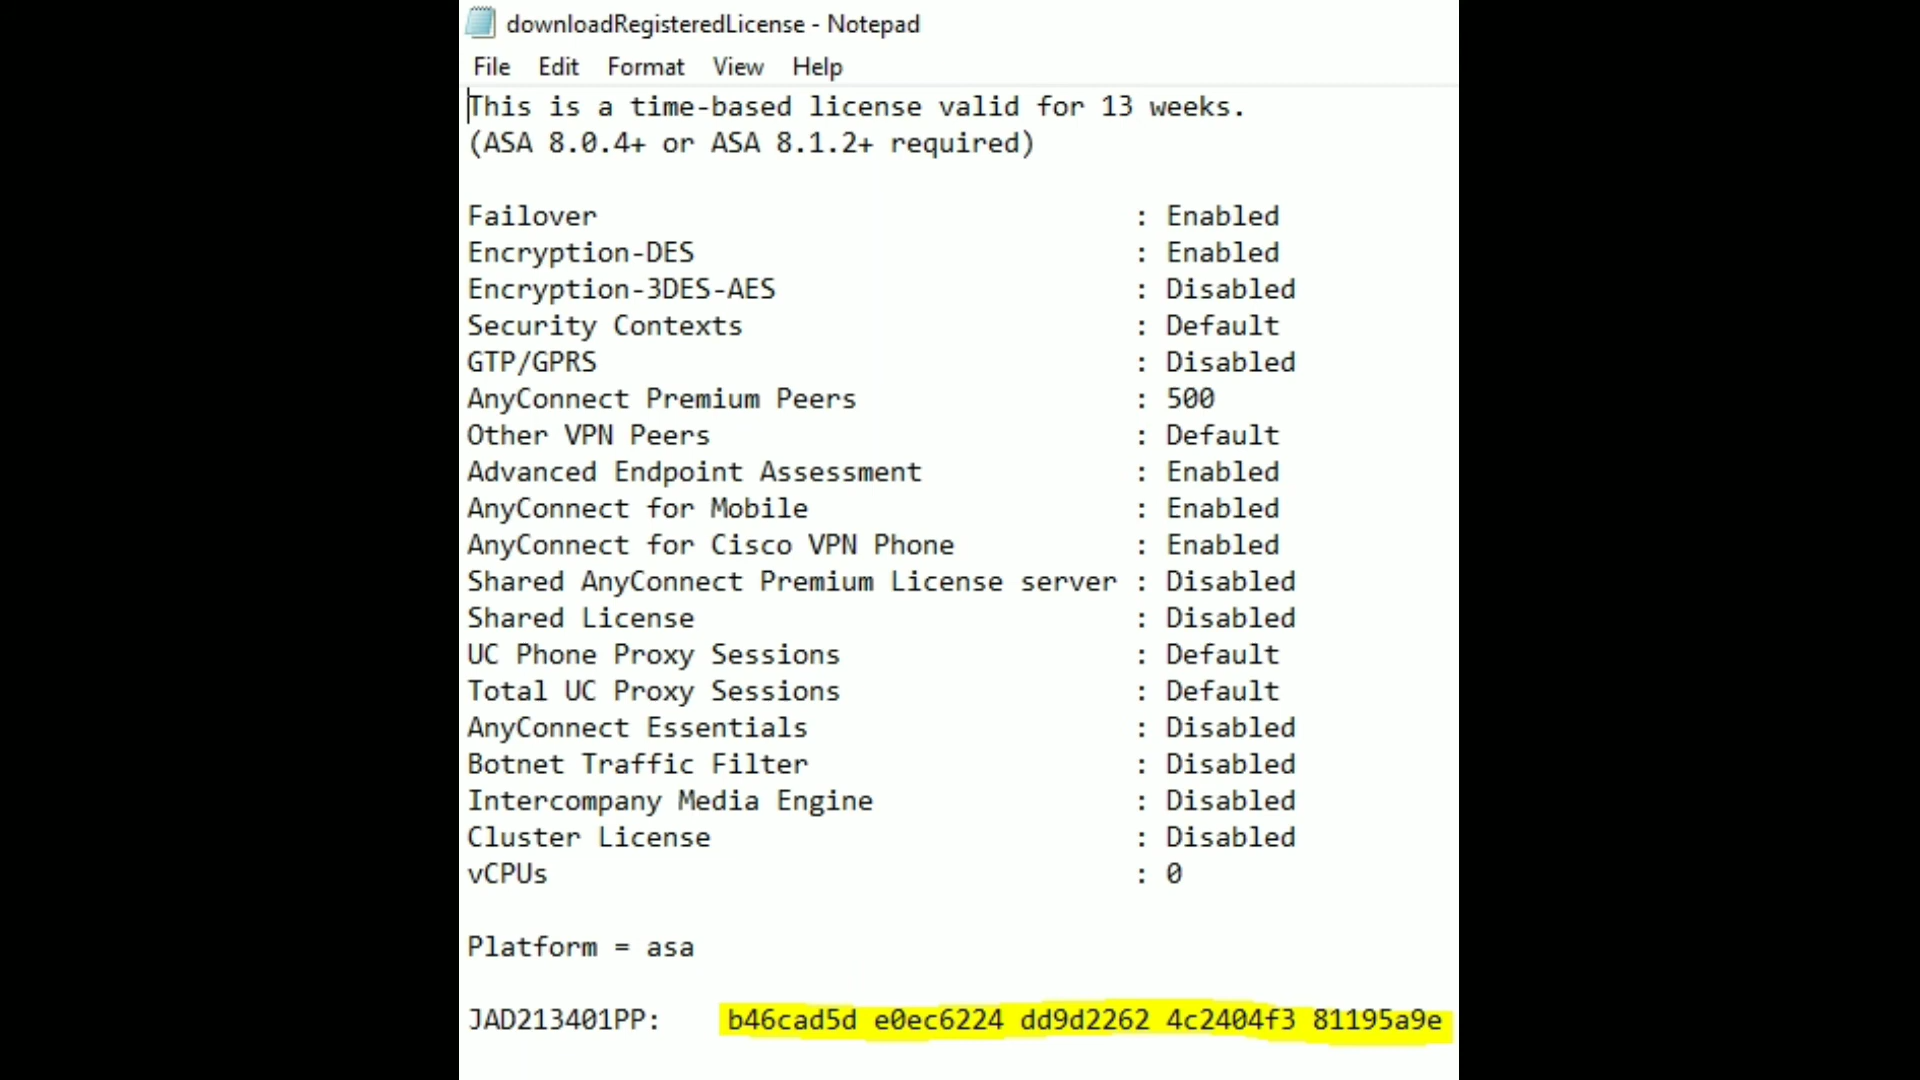 downloadRegisteredLicense - Notepad
File Edit Format View Help
This is a time-based license valid for 13 weeks.
(ASA 8.0.4+ or ASA 8.1.2+ required)
Failover : Enabled
Encryption-DES : Enabled
Encryption-3DES-AES : Disabled
Security Contexts : Default
GTP/GPRS : Disabled
AnyConnect Premium Peers : 500
Other VPN Peers : Default
Advanced Endpoint Assessment : Enabled
AnyConnect for Mobile : Enabled
AnyConnect for Cisco VPN Phone : Enabled
Shared AnyConnect Premium License server : Disabled
Shared License : Disabled
UC Phone Proxy Sessions : Default
Total UC Proxy Sessions : Default
AnyConnect Essentials : Disabled
Botnet Traffic Filter : Disabled
Intercompany Media Engine : Disabled
Cluster License : Disabled
vCPUs : 0
Platform = asa
JAD213401PP: b46cad5d e0ec6224 dd9d2262 4c2404f3 81195a9e